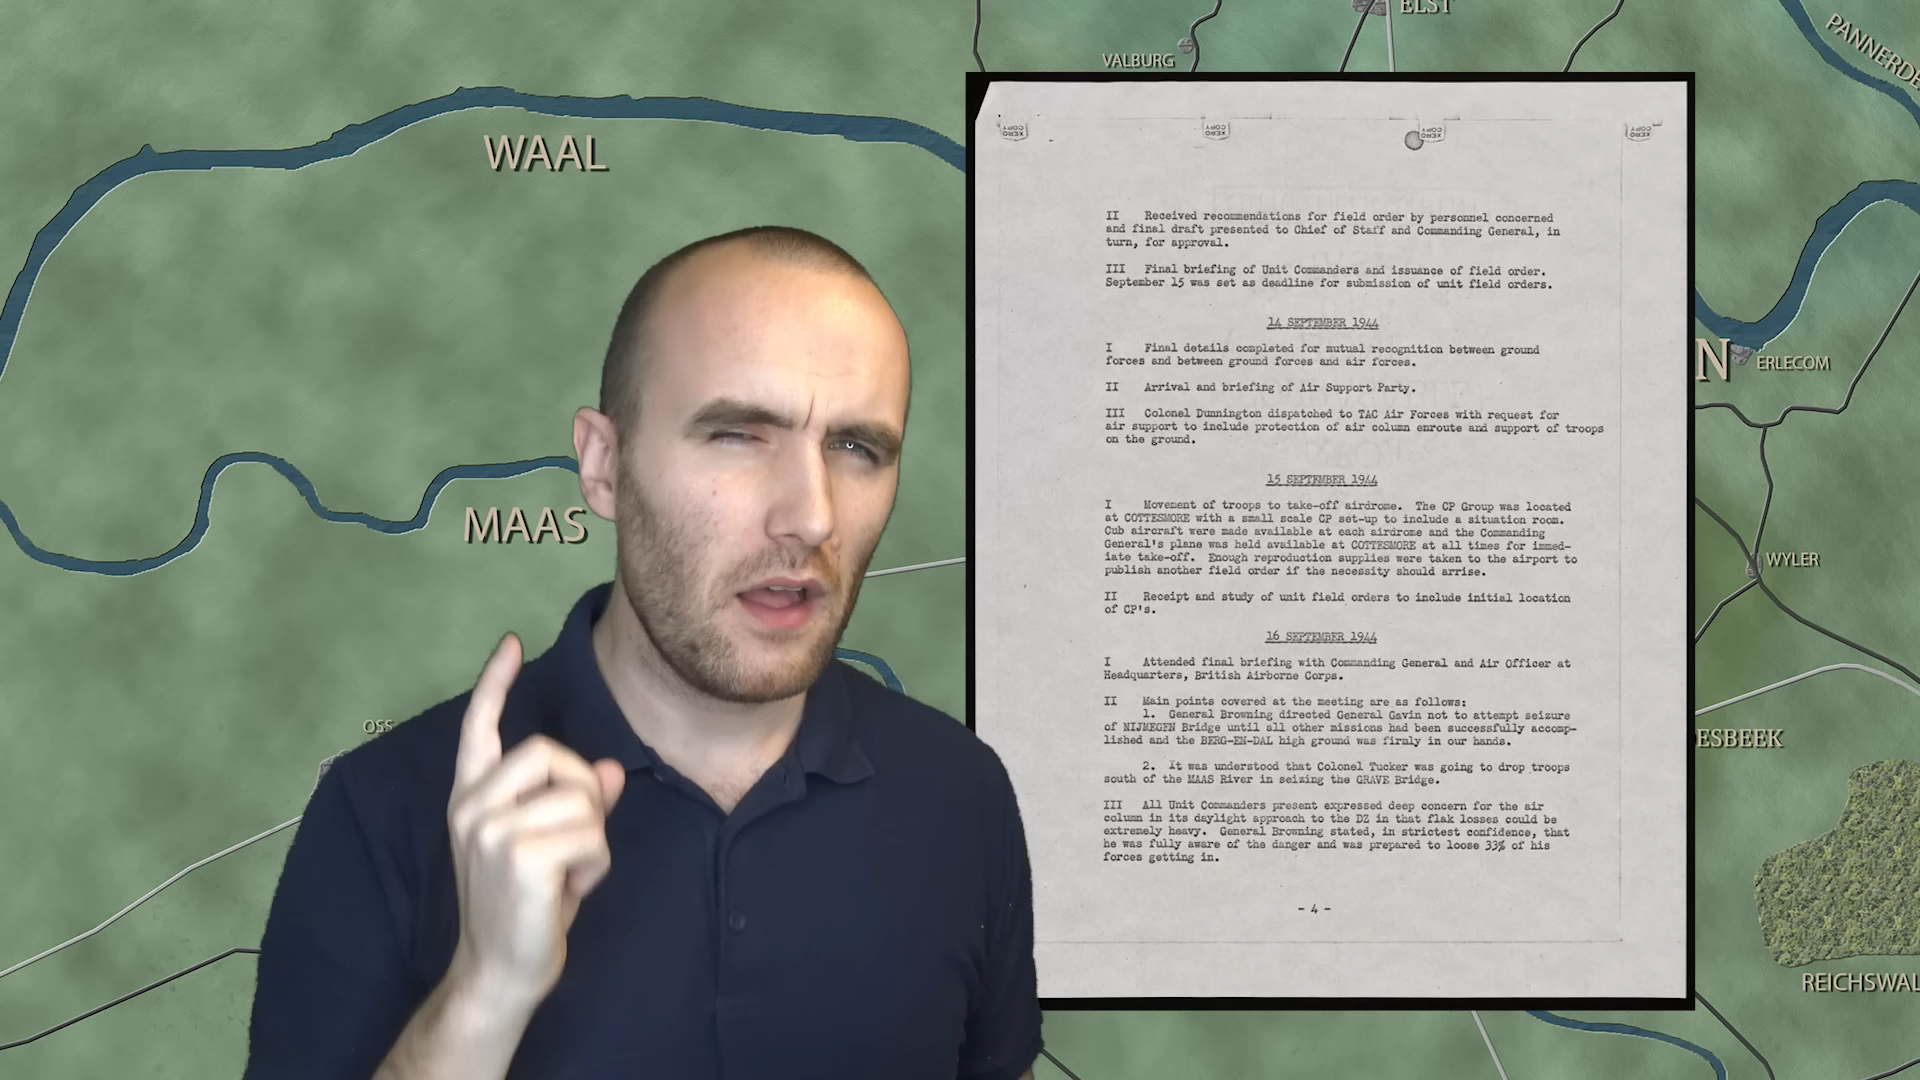 ELST
VALBURG
PANNERDE
WAAL
MAAS
OSS
N
ERLECOM
WYLER
ESBEEK
REICHSWAL
XEROX
COPY
XEROX
COPY
XEROX
COPY
XEROX
COPY
II Received recommendations for field order by personnel concerned
and final draft presented to Chief of Staff and Commanding General, in
turn, for approval.
III Final briefing of Unit Commanders and issuance of field order.
September 15 was set as deadline for submission of unit field orders.
14 SEPTEMBER 1944
I Final details completed for mutual recognition between ground
forces and between ground forces and air forces.
II Arrival and briefing of Air Support Party.
III Colonel Dunnington dispatched to TAC Air Forces with request for
air support to include protection of air column enroute and support of troops
on the ground.
15 SEPTEMBER 1944
I Movement of troops to take-off airdrome. The CP Group was located
at COTTESMORE with a small scale CP set-up to include a situation room.
Cub aircraft were made available at each airdrome and the Commanding
General's plane was held available at COTTESMORE at all times for immed-
iate take-off. Enough reproduction supplies were taken to the airport to
publish another field order if the necessity should arrise.
II Receipt and study of unit field orders to include initial location
of CP's.
16 SEPTEMBER 1944
I Attended final briefing with Commanding General and Air Officer at
Headquarters, British Airborne Corps.
II Main points covered at the meeting are as follows:
1. General Browning directed General Gavin not to attempt seizure
of NIJMEGEN Bridge until all other missions had been successfully accomp-
lished and the BERG-EN-DAL high ground was firmly in our hands.
2. It was understood that Colonel Tucker was going to drop troops
south of the MAAS River in seizing the GRAVE Bridge.
III All Unit Commanders present expressed deep concern for the air
column in its daylight approach to the DZ in that flak losses could be
extremely heavy. General Browning stated, in strictest confidence, that
he was fully aware of the danger and was prepared to loose 33% of his
forces getting in.
- 4 -